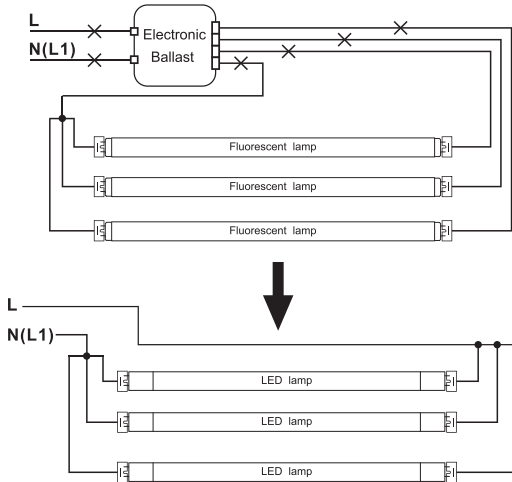 L
N(L1)
Electronic
Ballast
Fluorescent lamp
Fluorescent lamp
Fluorescent lamp
L
N(L1)
LED lamp
LED lamp
LED lamp